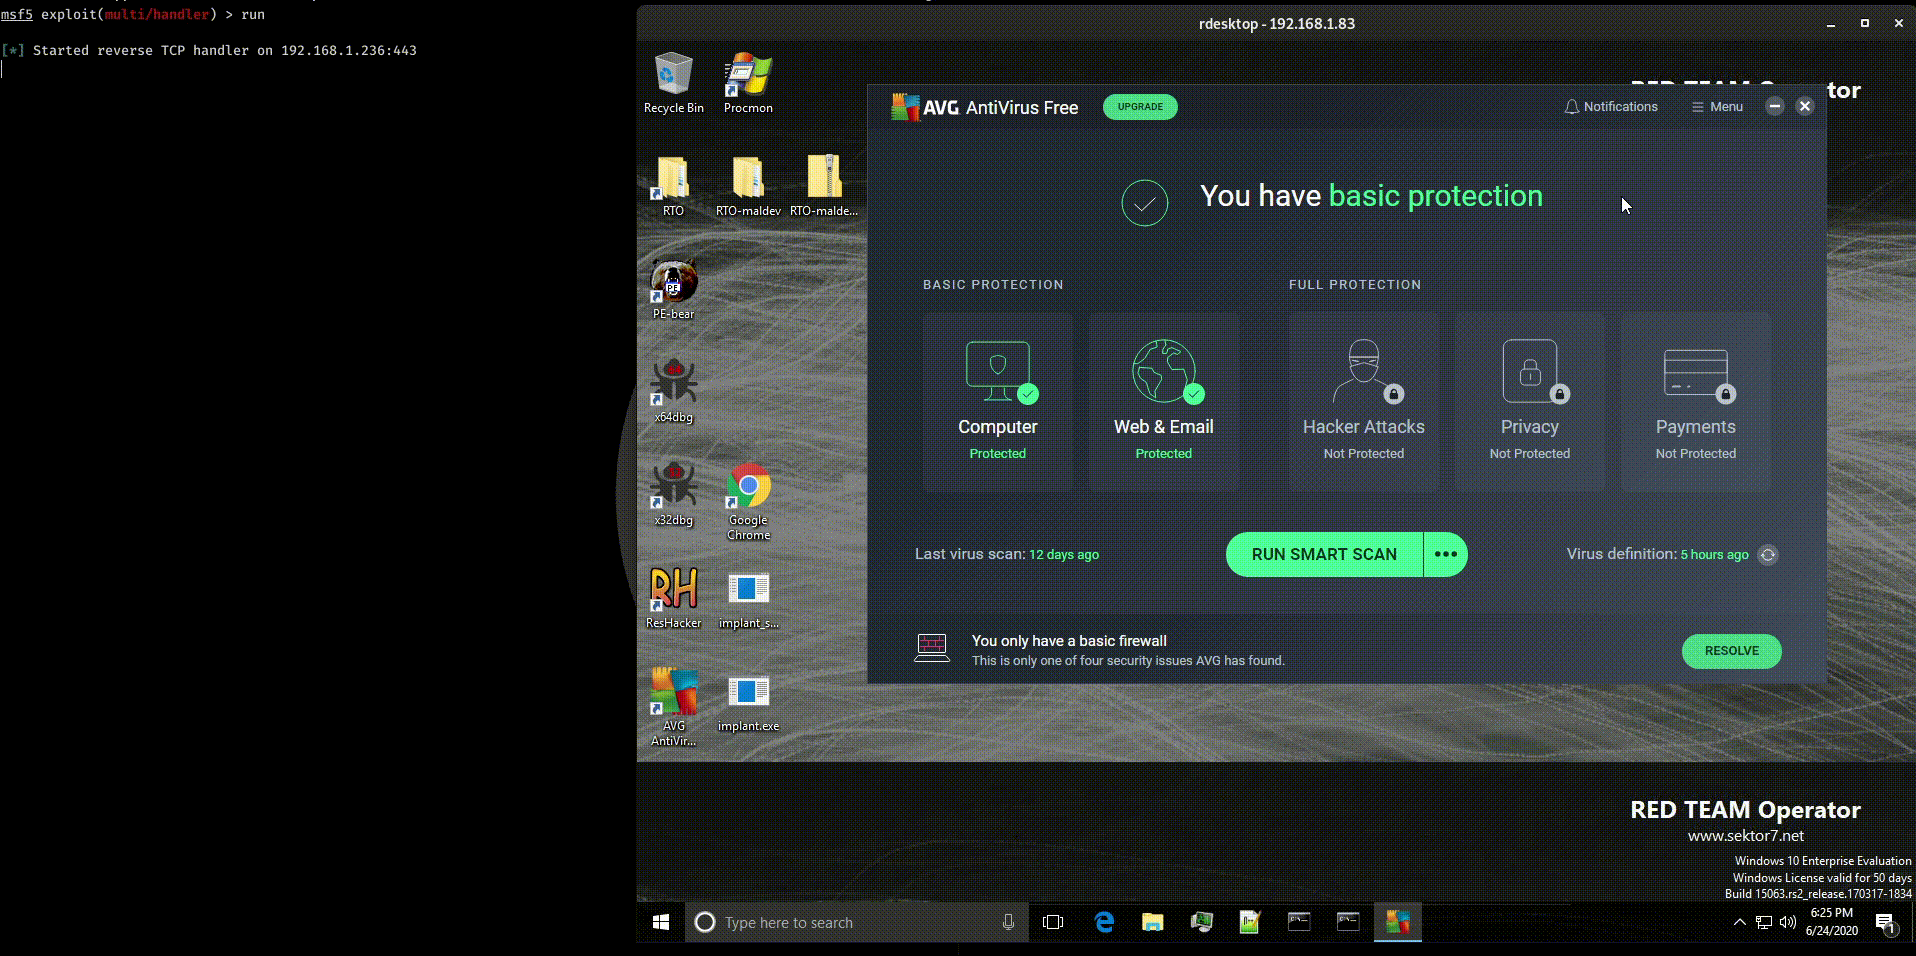 msf5 exploit(multi/handler) > run
[*] Started reverse TCP handler on 192.168.1.236:443
rdesktop - 192.168.1.83
Recycle Bin
Procmon
RTO
RTO-maldev
RTO-malde...
PE-bear
x64dbg
x32dbg
Google
Chrome
ResHacker
implant_s...
AVG
AntiVir...
implant.exe
AVG AntiVirus Free
UPGRADE
Notifications
Menu
You have basic protection
BASIC PROTECTION
FULL PROTECTION
Computer
Protected
Web & Email
Protected
Hacker Attacks
Not Protected
Privacy
Not Protected
Payments
Not Protected
Last virus scan: 12 days ago
RUN SMART SCAN
Virus definition: 5 hours ago
You only have a basic firewall
This is only one of four security issues AVG has found.
RESOLVE
RED TEAM Operator
www.sektor7.net
Windows 10 Enterprise Evaluation
Windows License valid for 50 days
Build 15063.rs2_release.170317-1834
Type here to search
6:25 PM
6/24/2020
1